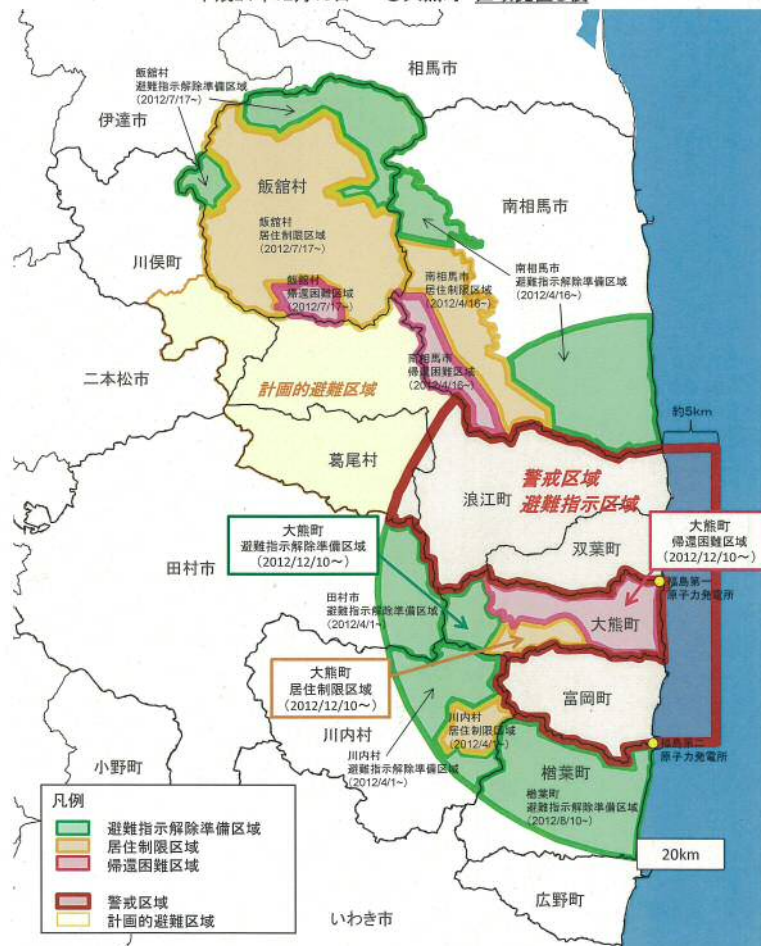 相馬市
飯舘村
避難指示解除準備区域
(2012/7/17~)
伊達市
飯舘村
飯舘村
居住制限区域
(2012/7/17~)
南相馬市
川俣町
南相馬市
避難指示解除準備区域
(2012/4/16~)
飯舘村
帰還困難区域
(2012/7/17~)
南相馬市
居住制限区域
(2012/4/16~)
南相馬市
帰還困難区域
(2012/4/16~)
二本松市
計画的避難区域
約5km
葛尾村
警戒区域
避難指示区域
浪江町
大熊町
避難指示解除準備区域
(2012/12/10~)
大熊町
帰還困難区域
(2012/12/10~)
双葉町
田村市
福島第一
原子力発電所
田村市
避難指示解除準備区域
(2012/4/1~)
大熊町
大熊町
居住制限区域
(2012/12/10~)
富岡町
川内村
川内村
居住制限区域
(2012/4/1~)
福島第二
原子力発電所
川内村
避難指示解除準備区域
(2012/4/1~)
小野町
楢葉町
楢葉町
避難指示解除準備区域
(2012/8/10~)
20km
凡例
避難指示解除準備区域
居住制限区域
帰還困難区域
警戒区域
計画的避難区域
広野町
いわき市